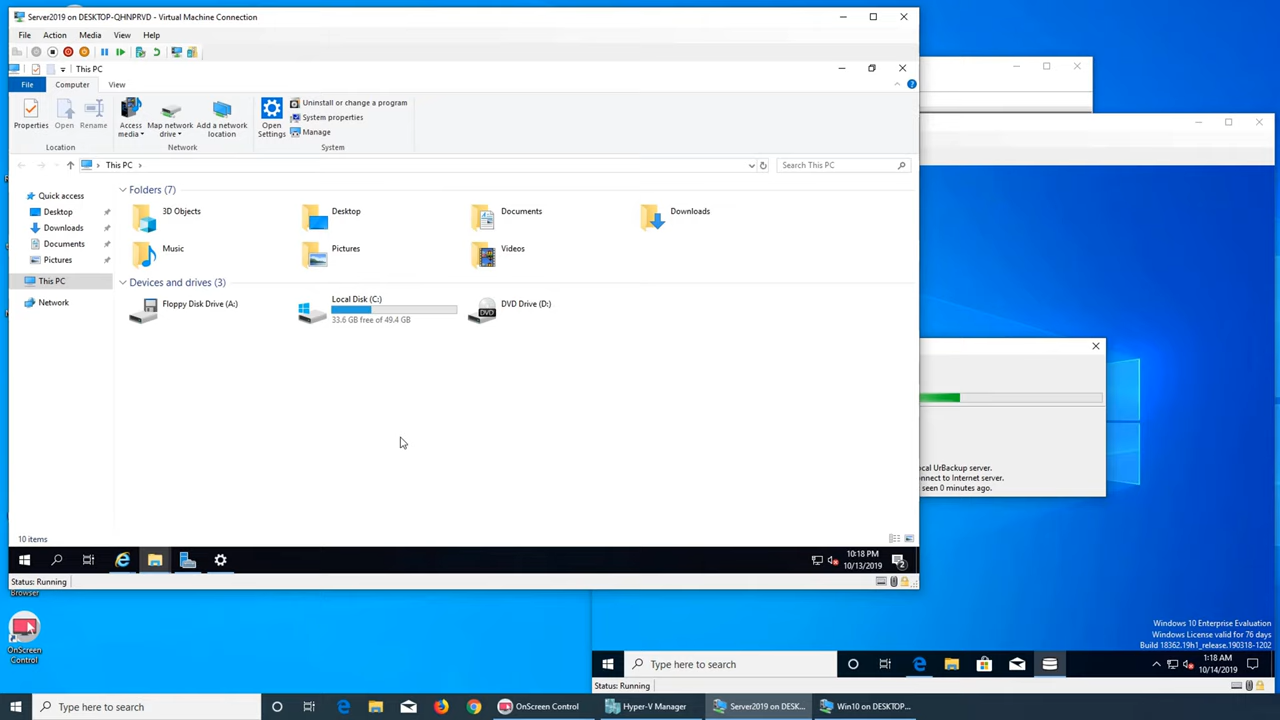 Server2019 on DESKTOP-QHNPRVD - Virtual Machine Connection
File Action Media View Help
This PC
File Computer View
Properties
Open
Rename
Access media
Map network drive
Add a network location
Open Settings
Uninstall or change a program
System properties
Manage
Location
Network
System
This PC
Search This PC
Quick access
Desktop
Downloads
Documents
Pictures
This PC
Network
Folders (7)
3D Objects
Desktop
Documents
Downloads
Music
Pictures
Videos
Devices and drives (3)
Floppy Disk Drive (A:)
Local Disk (C:)
33.6 GB free of 49.4 GB
DVD Drive (D:)
DVD
10 items
10:18 PM
10/13/2019
2
Status: Running
Browser
OnScreen
Control
ocal UrBackup server.
nnect to Internet server.
seen 0 minutes ago.
Windows 10 Enterprise Evaluation
Windows License valid for 76 days
Build 18362.19h1_release.190318-1202
Type here to search
1:18 AM
10/14/2019
Status: Running
Type here to search
OnScreen Control
Hyper-V Manager
Server2019 on DESK...
Win10 on DESKTOP...